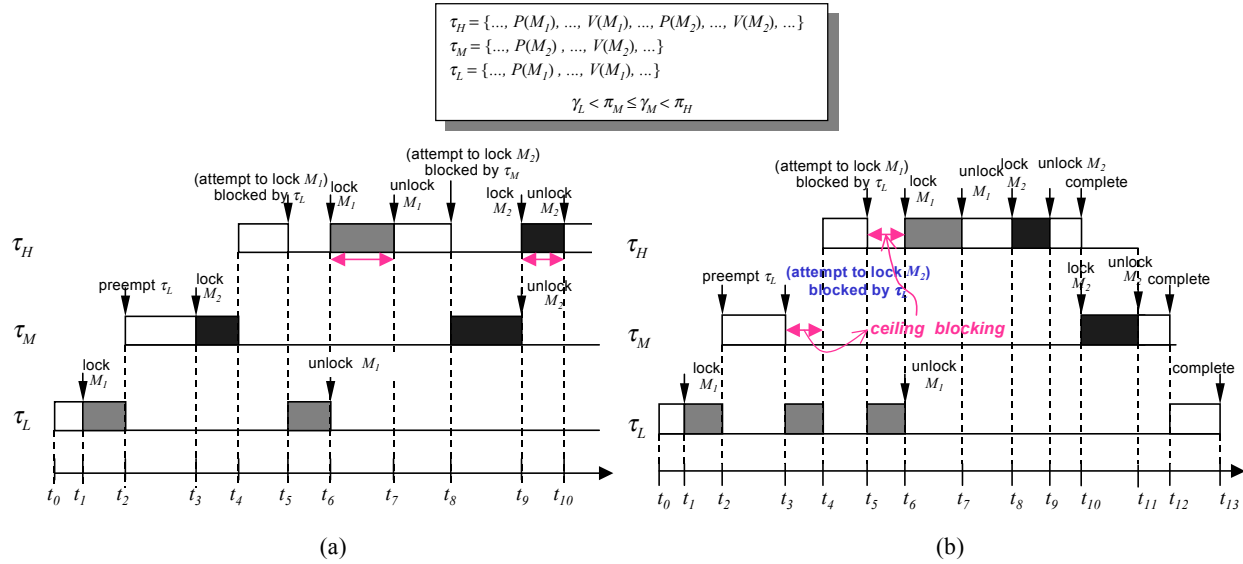 τH = {..., P(M1), ..., V(M1), ..., P(M2), ..., V(M2), ...}
τM = {..., P(M2) , ..., V(M2), ...}
τL = {..., P(M1) , ..., V(M1), ...}
γL < πM ≤ γM < πH
(attempt to lock M2)
blocked by τM
(attempt to lock M1)
blocked by τL
lock
M1
unlock
M1
lock
M2
unlock
M2
τH
preempt τL
lock
M2
unlock
M2
τM
lock
M1
unlock M1
τL
t0 t1 t2 t3 t4 t5 t6 t7 t8 t9 t10
(a)
(attempt to lock M1)
blocked by τL
lock
M1
unlock
M1
lock
M2
unlock M2
complete
τH
preempt τL
(attempt to lock M2)
blocked by τL
lock
M2
unlock
M2
complete
τM
ceiling blocking
lock
M1
unlock
M1
complete
τL
t0 t1 t2 t3 t4 t5 t6 t7 t8 t9 t10 t11 t12 t13
(b)